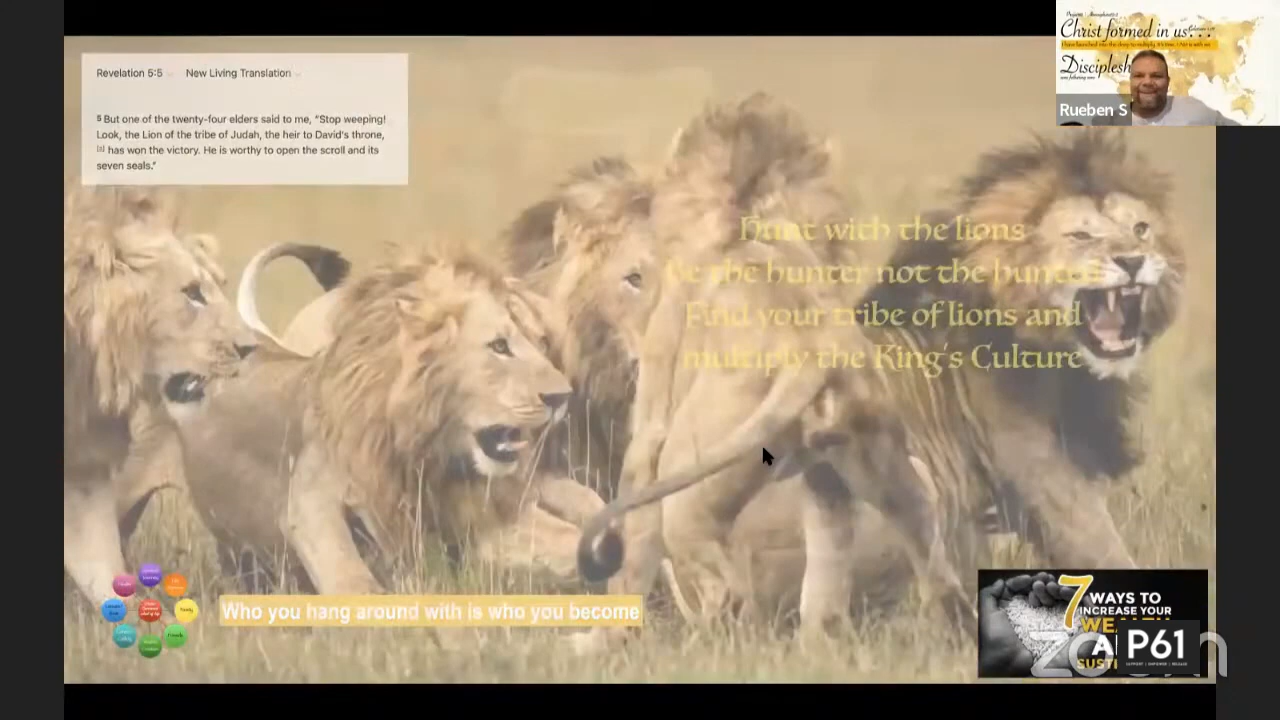 Revelation 5:5 New Living Translation
5 But one of the twenty-four elders said to me, "Stop weeping!
Look, the Lion of the tribe of Judah, the heir to David's throne,
has won the victory. He is worthy to open the scroll and its
seven seals."
Christ formed in us...
Rueben S
Hunt with the lions
Be the hunter not the hunted
Find your tribe of lions and
multiply the King's Culture
Family
Friends
Who you hang around with is who you become
7 WAYS TO
INCREASE YOUR
P61
zoom